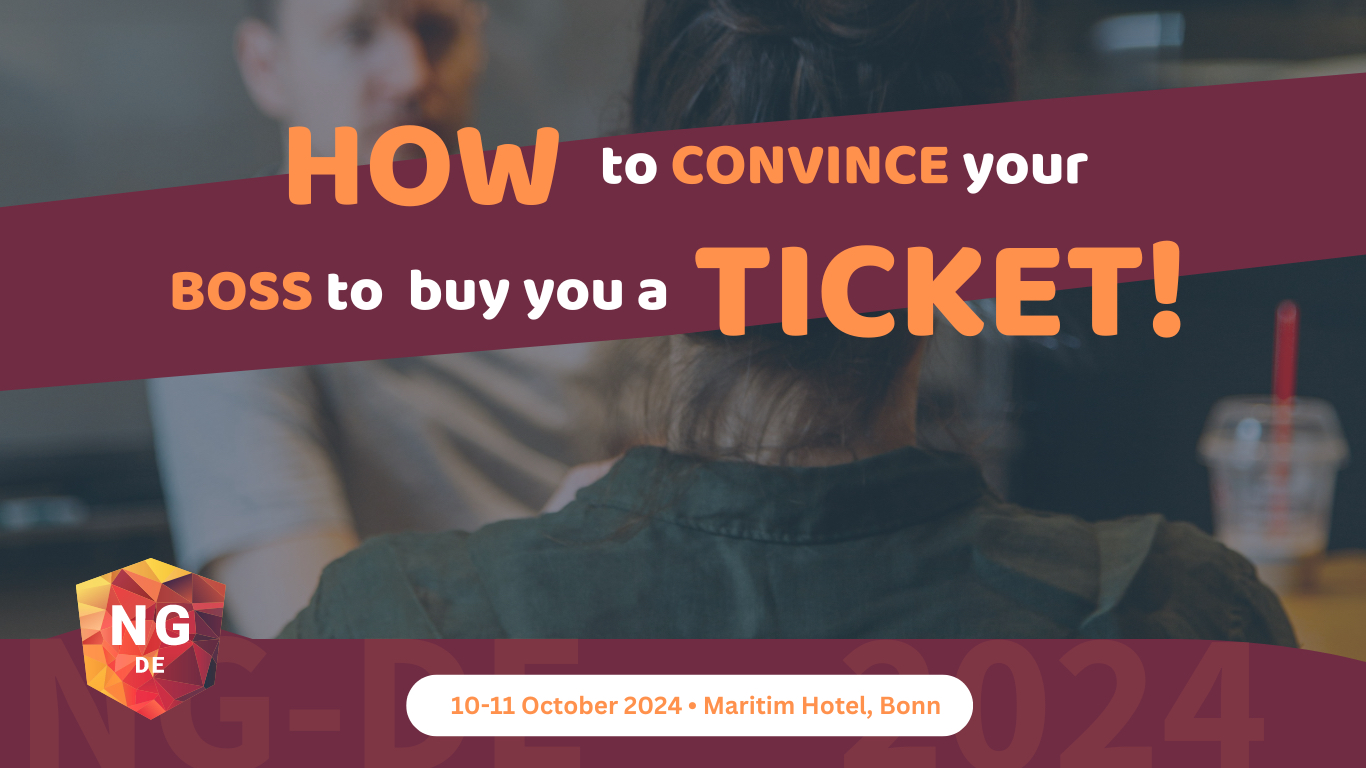 HOW to CONVINCE your
BOSS to buy you a TICKET!
NG
DE
NG-DE 2024
10-11 October 2024 • Maritim Hotel, Bonn